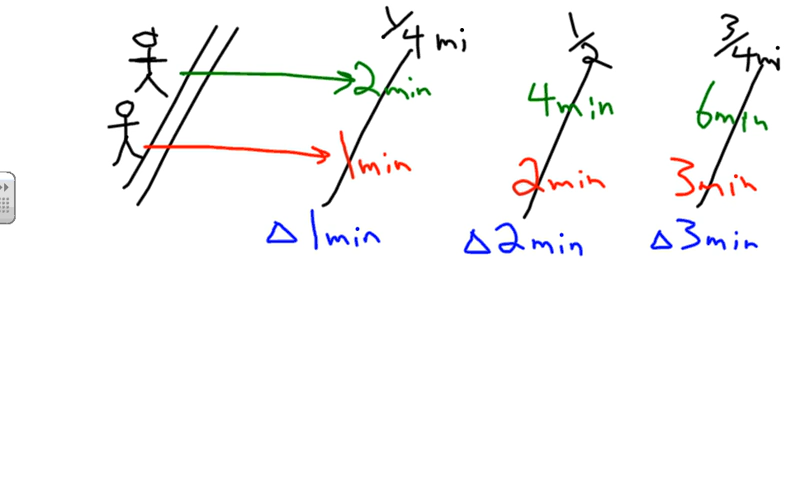 1/4 mi
1/2
3/4 mi
2min
4min
6min
1min
2min
3min
Δ1min
Δ2min
Δ3min